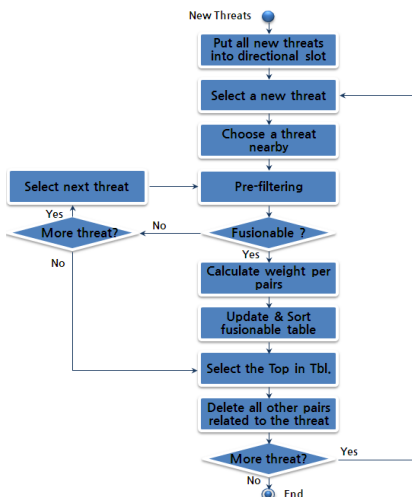 New Threats
Put all new threats
into directional slot
Select a new threat
Choose a threat
nearby
Select next threat
Pre-filtering
Yes
More threat?
No
Fusionable ?
No
Yes
Calculate weight per
pairs
Update & Sort
fusionable table
Select the Top in Tbl.
Delete all other pairs
related to the threat
More threat?
Yes
No
End